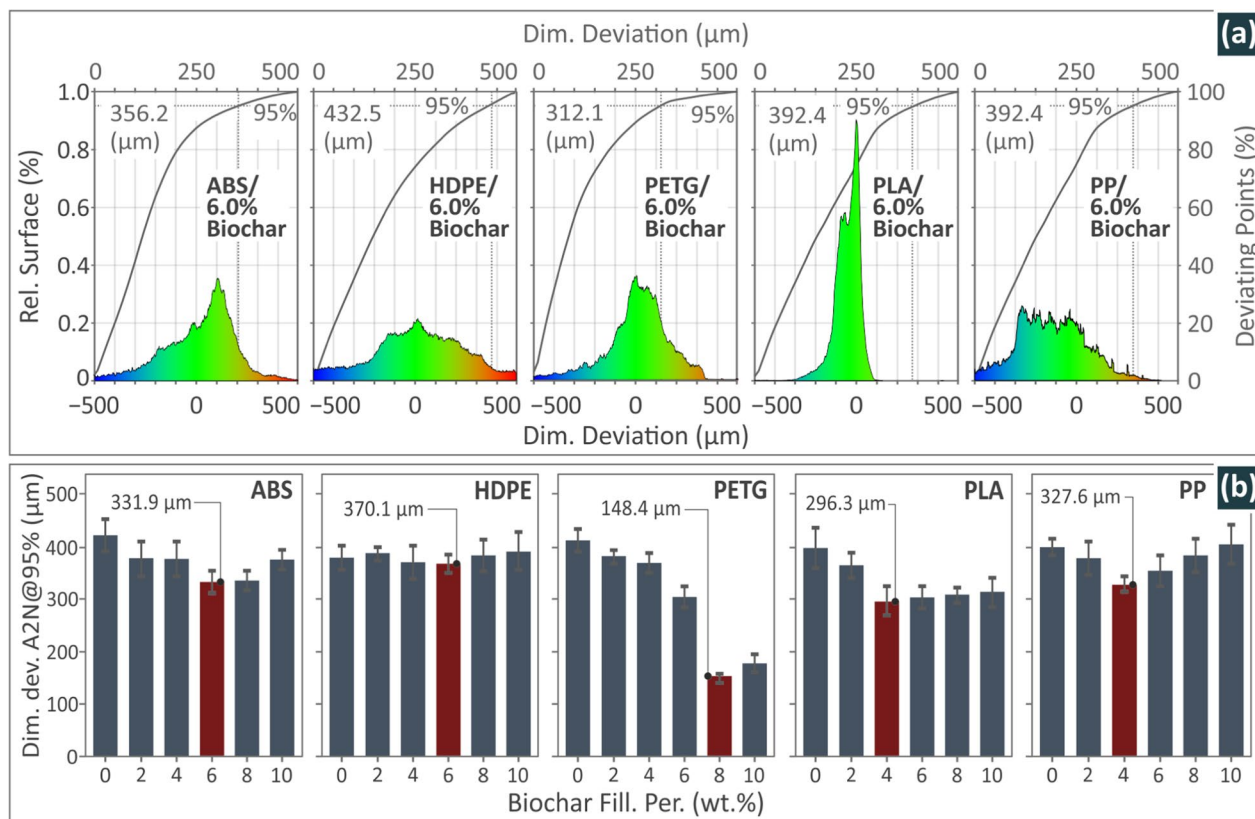 (a)
Dim. Deviation (μm)
0 250 500 0 250 500 0 250 500 0 250 500 0 250 500
1.0 0.8 0.6 0.4 0.2 0
Rel. Surface (%)
356.2
(μm)
95%
ABS/
6.0%
Biochar
432.5
(μm)
95%
HDPE/
6.0%
Biochar
312.1
(μm)
95%
PETG/
6.0%
Biochar
392.4
(μm)
95%
PLA/
6.0%
Biochar
392.4
(μm)
95%
PP/
6.0%
Biochar
100 80 60 40 20 0
Deviating Points (%)
−500 0 500 −500 0 500 −500 0 500 −500 0 500 −500 0 500
Dim. Deviation (μm)
(b)
Dim. dev. A2N@95% (μm)
500 400 300 200 100 0
ABS
331.9 μm
HDPE
370.1 μm
PETG
148.4 μm
PLA
296.3 μm
PP
327.6 μm
0 2 4 6 8 10 0 2 4 6 8 10 0 2 4 6 8 10 0 2 4 6 8 10 0 2 4 6 8 10
Biochar Fill. Per. (wt.%)